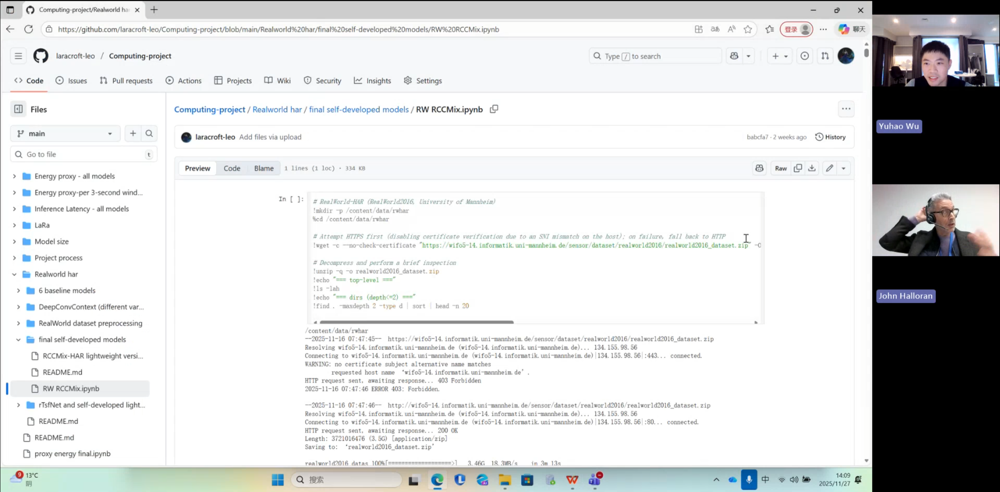 Computing-project/Realworld har
https://github.com/laracroft-leo/Computing-project/blob/main/Realworld%20har/final%20self-developed%20models/RW%20RCCMix.ipynb
登录
聊天
laracroft-leo / Computing-project
Type / to search
Code Issues Pull requests Actions Projects Wiki Security Insights Settings
Files
main
Go to file t
Energy proxy - all models
Energy proxy-per 3-second wind...
Inference Latency - all models
LaRa
Model size
Project process
Realworld har
6 baseline models
DeepConvContext (different var...
RealWorld dataset preprocessing
final self-developed models
RCCMix-HAR lightweight versi...
README.md
RW RCCMix.ipynb
rTsfNet and self-developed light...
README.md
README.md
proxy energy final.ipynb
Computing-project / Realworld har / final self-developed models / RW RCCMix.ipynb
laracroft-leo Add files via upload
babcfa7 · 2 weeks ago History
Preview Code Blame 1 lines (1 loc) · 334 KB
Raw
In [ ]:
# RealWorld-HAR (RealWorld2016, University of Mannheim)
!mkdir -p /content/data/rwhar
%cd /content/data/rwhar
# Attempt HTTPS first (disabling certificate verification due to an SNI mismatch on the host); on failure, fall back to HTTP
!wget -c --no-check-certificate "https://wifo5-14.informatik.uni-mannheim.de/sensor/dataset/realworld2016/realworld2016_dataset.zip" -O
# Decompress and perform a brief inspection
!unzip -q -o realworld2016_dataset.zip
!echo "=== top-level ==="
!ls -lah
!echo "=== dirs (depth<=2) ==="
!find . -maxdepth 2 -type d | sort | head -n 20
/content/data/rwhar
--2025-11-16 07:47:45-- https://wifo5-14.informatik.uni-mannheim.de/sensor/dataset/realworld2016/realworld2016_dataset.zip
Resolving wifo5-14.informatik.uni-mannheim.de (wifo5-14.informatik.uni-mannheim.de)... 134.155.98.56
Connecting to wifo5-14.informatik.uni-mannheim.de (wifo5-14.informatik.uni-mannheim.de)|134.155.98.56|:443... connected.
WARNING: no certificate subject alternative name matches
requested host name ‘wifo5-14.informatik.uni-mannheim.de’.
HTTP request sent, awaiting response... 403 Forbidden
2025-11-16 07:47:46 ERROR 403: Forbidden.
--2025-11-16 07:47:46-- http://wifo5-14.informatik.uni-mannheim.de/sensor/dataset/realworld2016/realworld2016_dataset.zip
Resolving wifo5-14.informatik.uni-mannheim.de (wifo5-14.informatik.uni-mannheim.de)... 134.155.98.56
Connecting to wifo5-14.informatik.uni-mannheim.de (wifo5-14.informatik.uni-mannheim.de)|134.155.98.56|:80... connected.
HTTP request sent, awaiting response... 200 OK
Length: 3721016476 (3.5G) [application/zip]
Saving to: ‘realworld2016_dataset.zip’
realworld2016_datas 100%[===================>] 3.46G 18.3MB/s in 3m 13s
Yuhao Wu
John Halloran
9
13°C
阴
搜索
中
14:09
2025/11/27